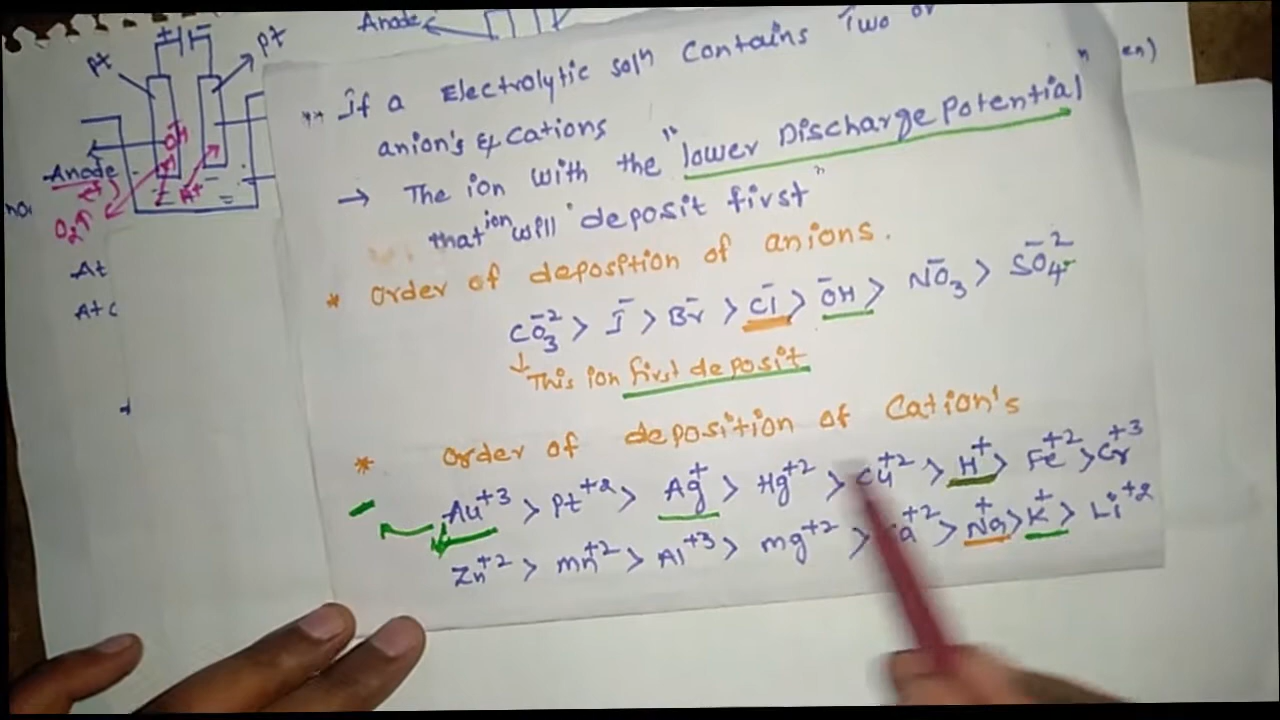 Anode
pt
+ -
pt
OH
Anode
O2↑
At
At
A+C
** If a Electrolytic solⁿ Contains Two or
anion's & Cations
→ The ion with the "lower Discharge potential"
that ion will deposit first"
* Order of deposition of anions.
CO3^-2 > I^- > Br^- > Cl^- > OH^- > NO3^- > SO4^-2
↓ This ion first deposit
* Order of deposition of Cation's
Au+3 > Pt+2 > Ag+ > Hg+2 > Cu+2 > H+ > Fe+2 > Cr+3
Zn+2 > Mn+2 > Al+3 > mg+2 > a+2 > Na+ > K+ > Li+2